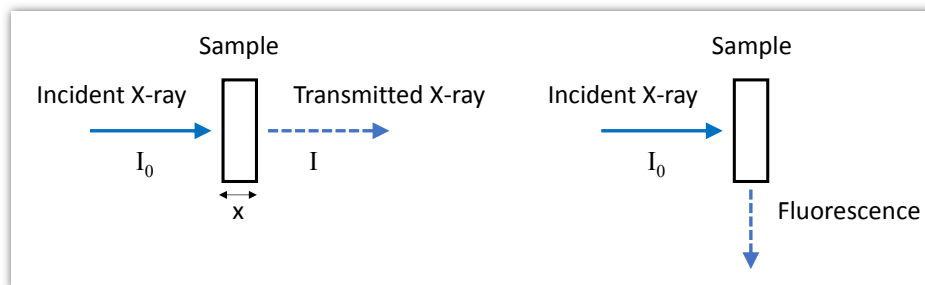 Sample
Incident X-ray
Transmitted X-ray
I₀
I
x
Sample
Incident X-ray
I₀
Fluorescence